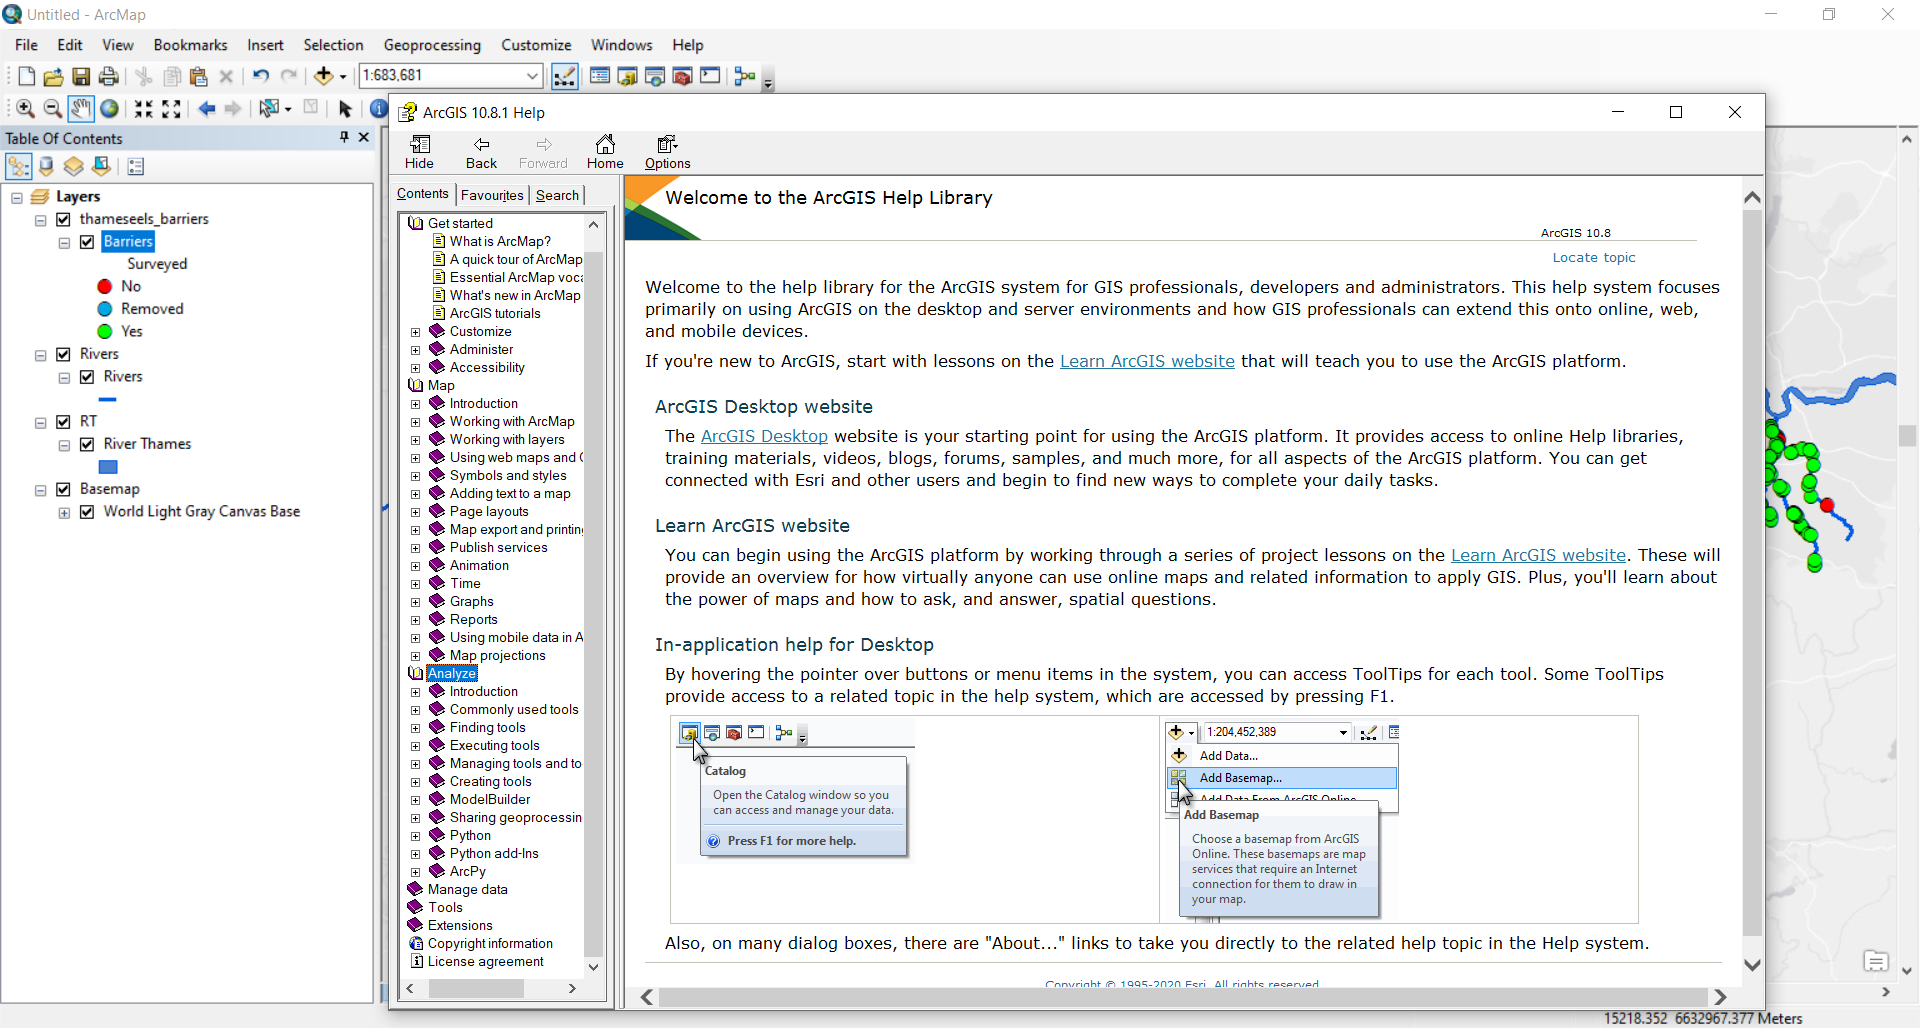 Untitled - ArcMap
File Edit View Bookmarks Insert Selection Geoprocessing Customize Windows Help
1:683,681
Table Of Contents
Layers
thameseels_barriers
Barriers
Surveyed
No
Removed
Yes
Rivers
Rivers
RT
River Thames
Basemap
World Light Gray Canvas Base
ArcGIS 10.8.1 Help
Hide Back Forward Home Options
Contents Favourites Search
Get started
What is ArcMap?
A quick tour of ArcMap
Essential ArcMap voca
What's new in ArcMap
ArcGIS tutorials
Customize
Administer
Accessibility
Map
Introduction
Working with ArcMap
Working with layers
Using web maps and
Symbols and styles
Adding text to a map
Page layouts
Map export and printin
Publish services
Animation
Time
Graphs
Reports
Using mobile data in A
Map projections
Analyze
Introduction
Commonly used tools
Finding tools
Executing tools
Managing tools and to
Creating tools
ModelBuilder
Sharing geoprocessin
Python
Python add-Ins
ArcPy
Manage data
Tools
Extensions
Copyright information
License agreement
Welcome to the ArcGIS Help Library
ArcGIS 10.8
Locate topic
Welcome to the help library for the ArcGIS system for GIS professionals, developers and administrators. This help system focuses
primarily on using ArcGIS on the desktop and server environments and how GIS professionals can extend this onto online, web,
and mobile devices.
If you're new to ArcGIS, start with lessons on the Learn ArcGIS website that will teach you to use the ArcGIS platform.
ArcGIS Desktop website
The ArcGIS Desktop website is your starting point for using the ArcGIS platform. It provides access to online Help libraries,
training materials, videos, blogs, forums, samples, and much more, for all aspects of the ArcGIS platform. You can get
connected with Esri and other users and begin to find new ways to complete your daily tasks.
Learn ArcGIS website
You can begin using the ArcGIS platform by working through a series of project lessons on the Learn ArcGIS website. These will
provide an overview for how virtually anyone can use online maps and related information to apply GIS. Plus, you'll learn about
the power of maps and how to ask, and answer, spatial questions.
In-application help for Desktop
By hovering the pointer over buttons or menu items in the system, you can access ToolTips for each tool. Some ToolTips
provide access to a related topic in the help system, which are accessed by pressing F1.
Catalog
Open the Catalog window so you
can access and manage your data.
Press F1 for more help.
1:204,452,389
Add Data...
Add Basemap...
Add Data From ArcGIS Online
Add Basemap
Choose a basemap from ArcGIS
Online. These basemaps are map
services that require an Internet
connection for them to draw in
your map.
Also, on many dialog boxes, there are "About..." links to take you directly to the related help topic in the Help system.
Copyright © 1995-2020 Esri. All rights reserved.
15218.352 6632967.377 Meters